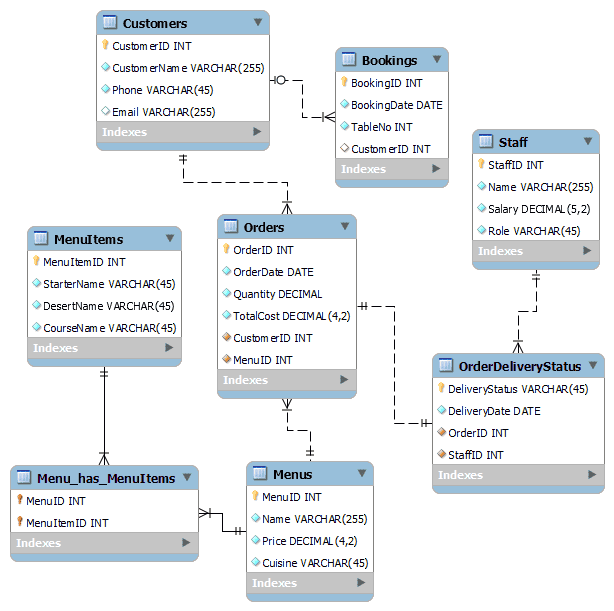 Customers
CustomerID INT
CustomerName VARCHAR(255)
Phone VARCHAR(45)
Email VARCHAR(255)
Indexes
Bookings
BookingID INT
BookingDate DATE
TableNo INT
CustomerID INT
Indexes
Staff
StaffID INT
Name VARCHAR(255)
Salary DECIMAL(5,2)
Role VARCHAR(45)
Indexes
Orders
OrderID INT
OrderDate DATE
Quantity DECIMAL
TotalCost DECIMAL(4,2)
CustomerID INT
MenuID INT
Indexes
MenuItems
MenuItemID INT
StarterName VARCHAR(45)
DesertName VARCHAR(45)
CourseName VARCHAR(45)
Indexes
OrderDeliveryStatus
DeliveryStatus VARCHAR(45)
DeliveryDate DATE
OrderID INT
StaffID INT
Indexes
Menu_has_MenuItems
MenuID INT
MenuItemID INT
Indexes
Menus
MenuID INT
Name VARCHAR(255)
Price DECIMAL(4,2)
Cuisine VARCHAR(45)
Indexes